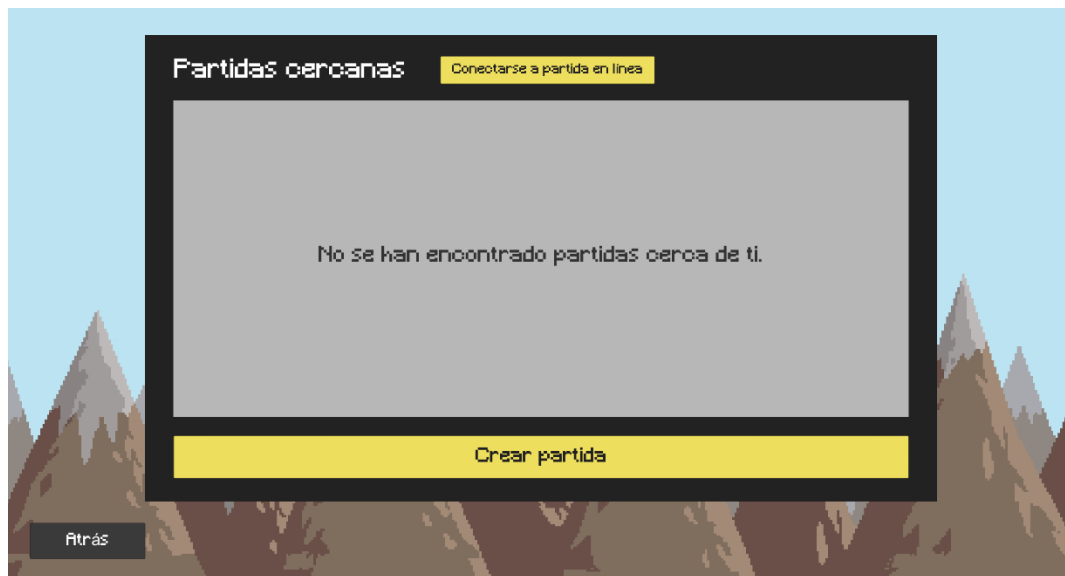 Partidas cercanas
Conectarse a partida en línea
No se han encontrado partidas cerca de ti.
Crear partida
Atrás